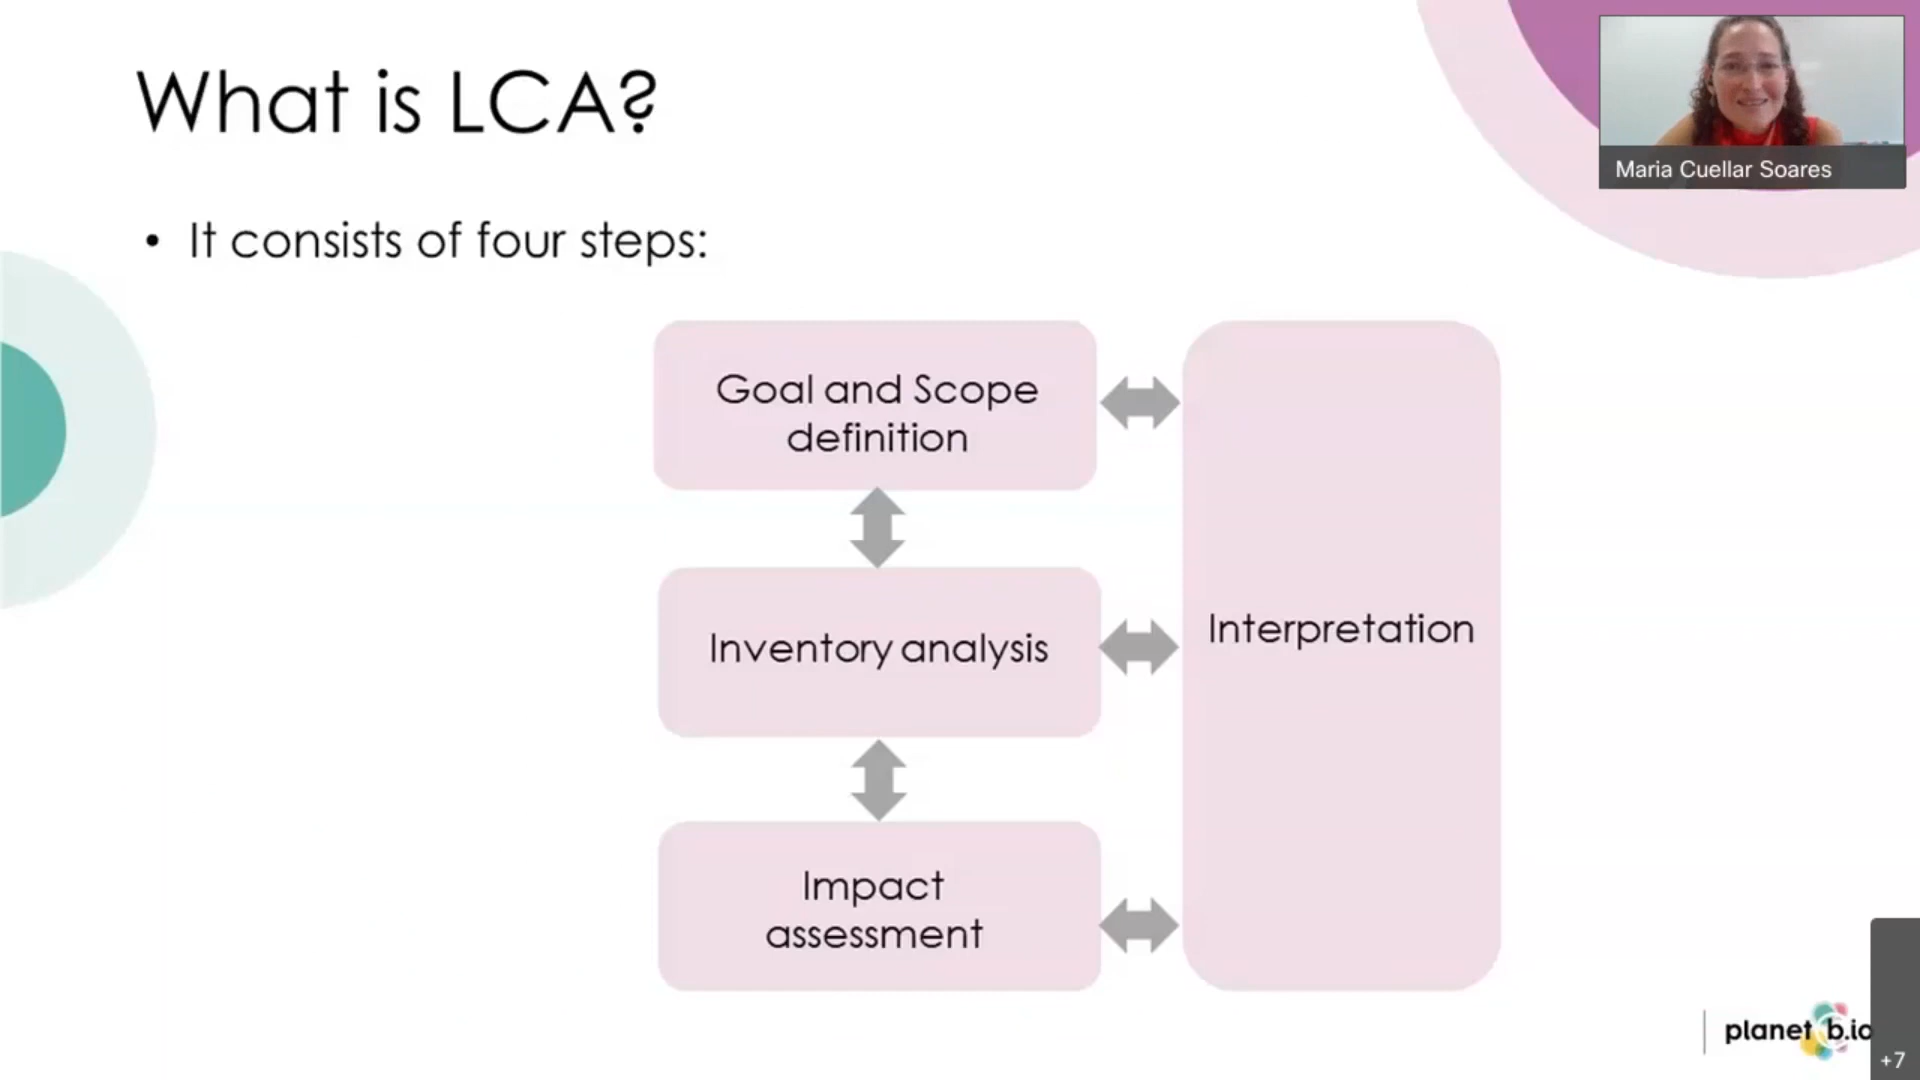 What is LCA?
Maria Cuellar Soares
• It consists of four steps:
Goal and Scope
definition
Inventory analysis
Interpretation
Impact
assessment
planet b.io
+7